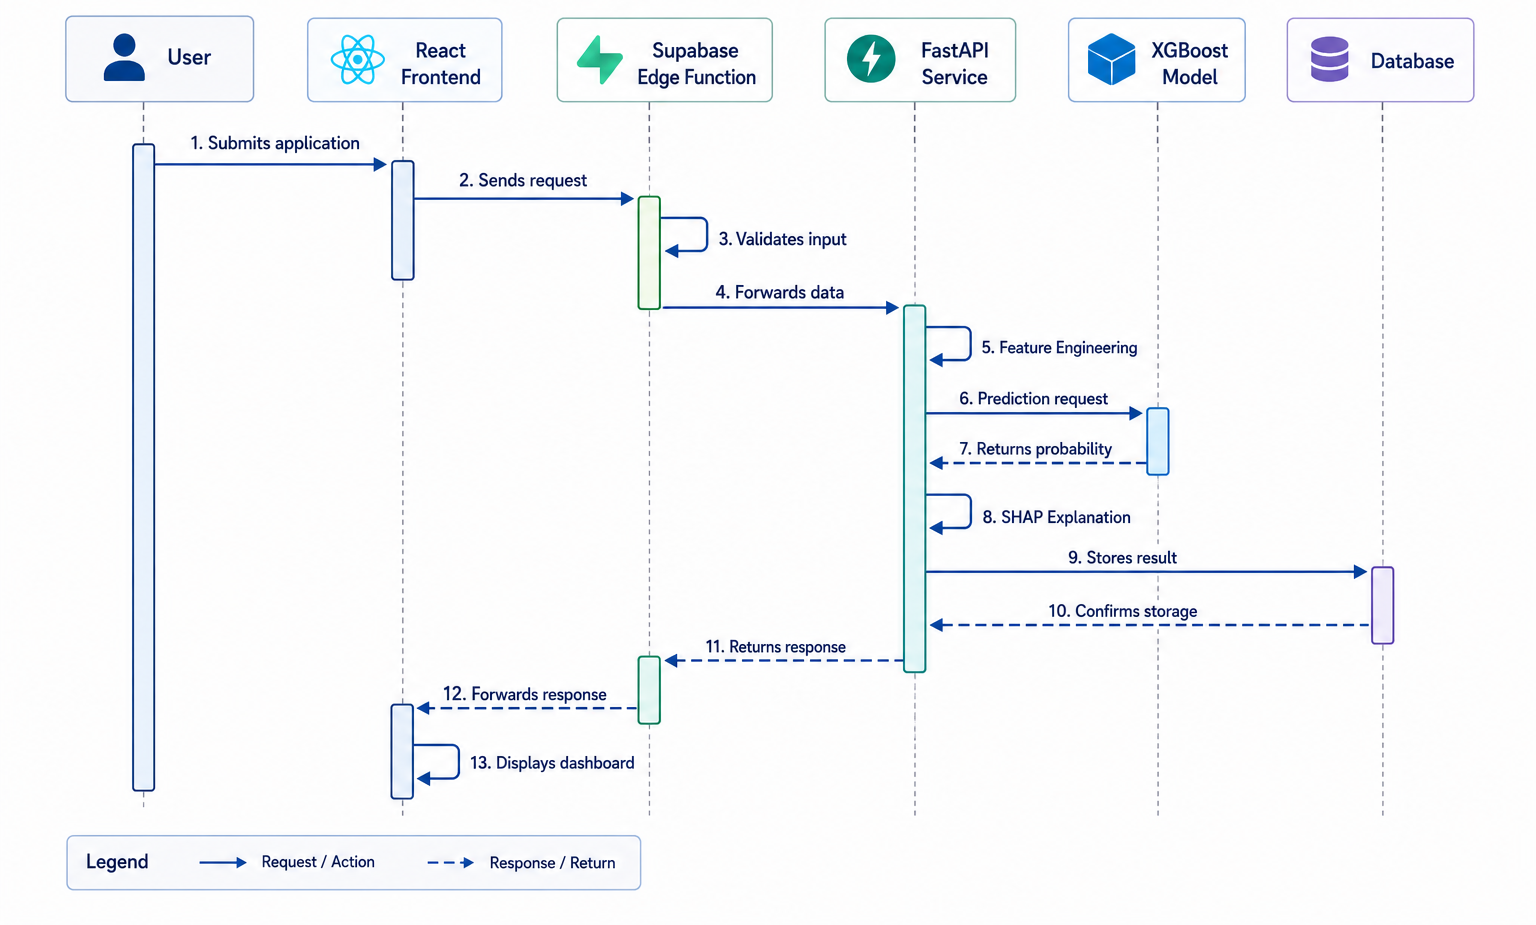 User
React
Frontend
Supabase
Edge Function
FastAPI
Service
XGBoost
Model
Database
1. Submits application
2. Sends request
3. Validates input
4. Forwards data
5. Feature Engineering
6. Prediction request
7. Returns probability
8. SHAP Explanation
9. Stores result
10. Confirms storage
11. Returns response
12. Forwards response
13. Displays dashboard
Legend
Request / Action
Response / Return